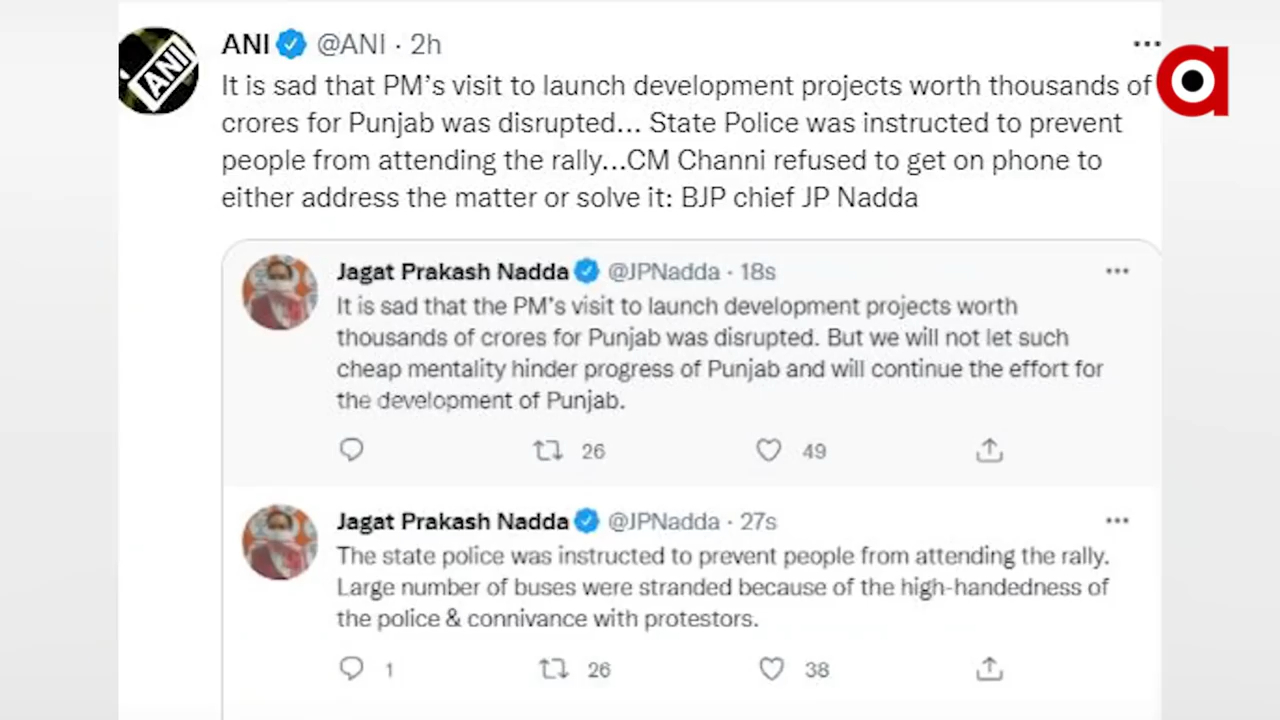 ANI @ANI · 2h
It is sad that PM's visit to launch development projects worth thousands of
crores for Punjab was disrupted... State Police was instructed to prevent
people from attending the rally...CM Channi refused to get on phone to
either address the matter or solve it: BJP chief JP Nadda
ANI
a
Jagat Prakash Nadda @JPNadda · 18s
It is sad that the PM's visit to launch development projects worth
thousands of crores for Punjab was disrupted. But we will not let such
cheap mentality hinder progress of Punjab and will continue the effort for
the development of Punjab.
26 49
Jagat Prakash Nadda @JPNadda · 27s
The state police was instructed to prevent people from attending the rally.
Large number of buses were stranded because of the high-handedness of
the police & connivance with protestors.
1 26 38